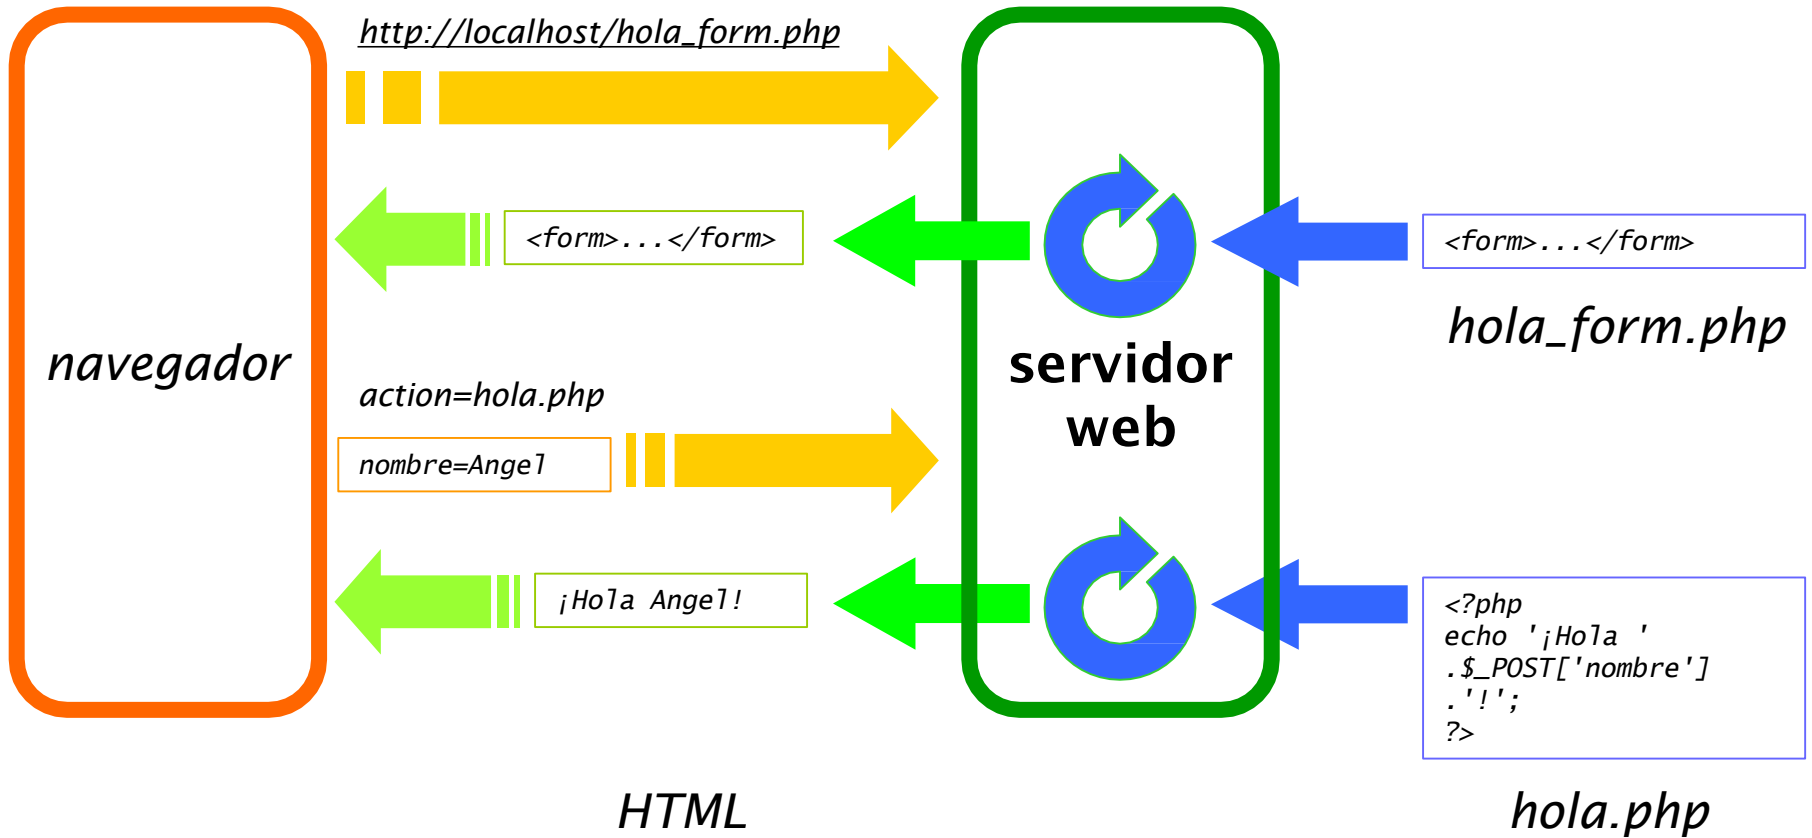 http://localhost/hola_form.php
<form>...</form>
<form>...</form>
hola_form.php
navegador
servidor
web
action=hola.php
nombre=Angel
¡Hola Angel!
<?php
echo '¡Hola '
.$_POST['nombre']
.'!';
?>
HTML
hola.php